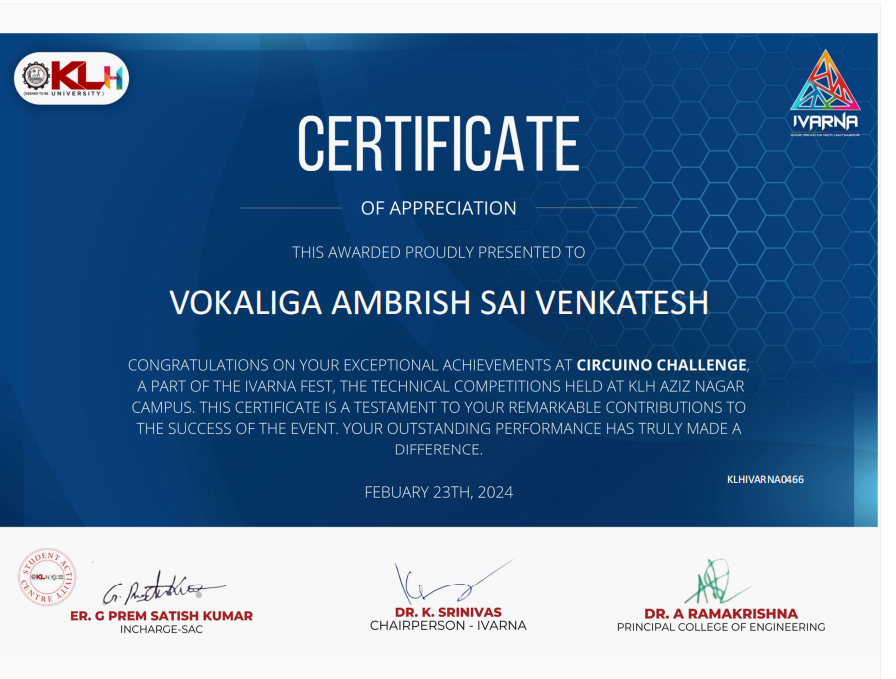 KLH
(DEEMED TO BE UNIVERSITY)
IVARNA
CERTIFICATE
OF APPRECIATION
THIS AWARDED PROUDLY PRESENTED TO
VOKALIGA AMBRISH SAI VENKATESH
CONGRATULATIONS ON YOUR EXCEPTIONAL ACHIEVEMENTS AT CIRCUINO CHALLENGE,
A PART OF THE IVARNA FEST, THE TECHNICAL COMPETITIONS HELD AT KLH AZIZ NAGAR
CAMPUS. THIS CERTIFICATE IS A TESTAMENT TO YOUR REMARKABLE CONTRIBUTIONS TO
THE SUCCESS OF THE EVENT. YOUR OUTSTANDING PERFORMANCE HAS TRULY MADE A
DIFFERENCE.
KLHIVARNA0466
FEBUARY 23TH, 2024
STUDENT ACTIVITY CENTRE
ER. G PREM SATISH KUMAR
INCHARGE-SAC
DR. K. SRINIVAS
CHAIRPERSON - IVARNA
DR. A RAMAKRISHNA
PRINCIPAL COLLEGE OF ENGINEERING